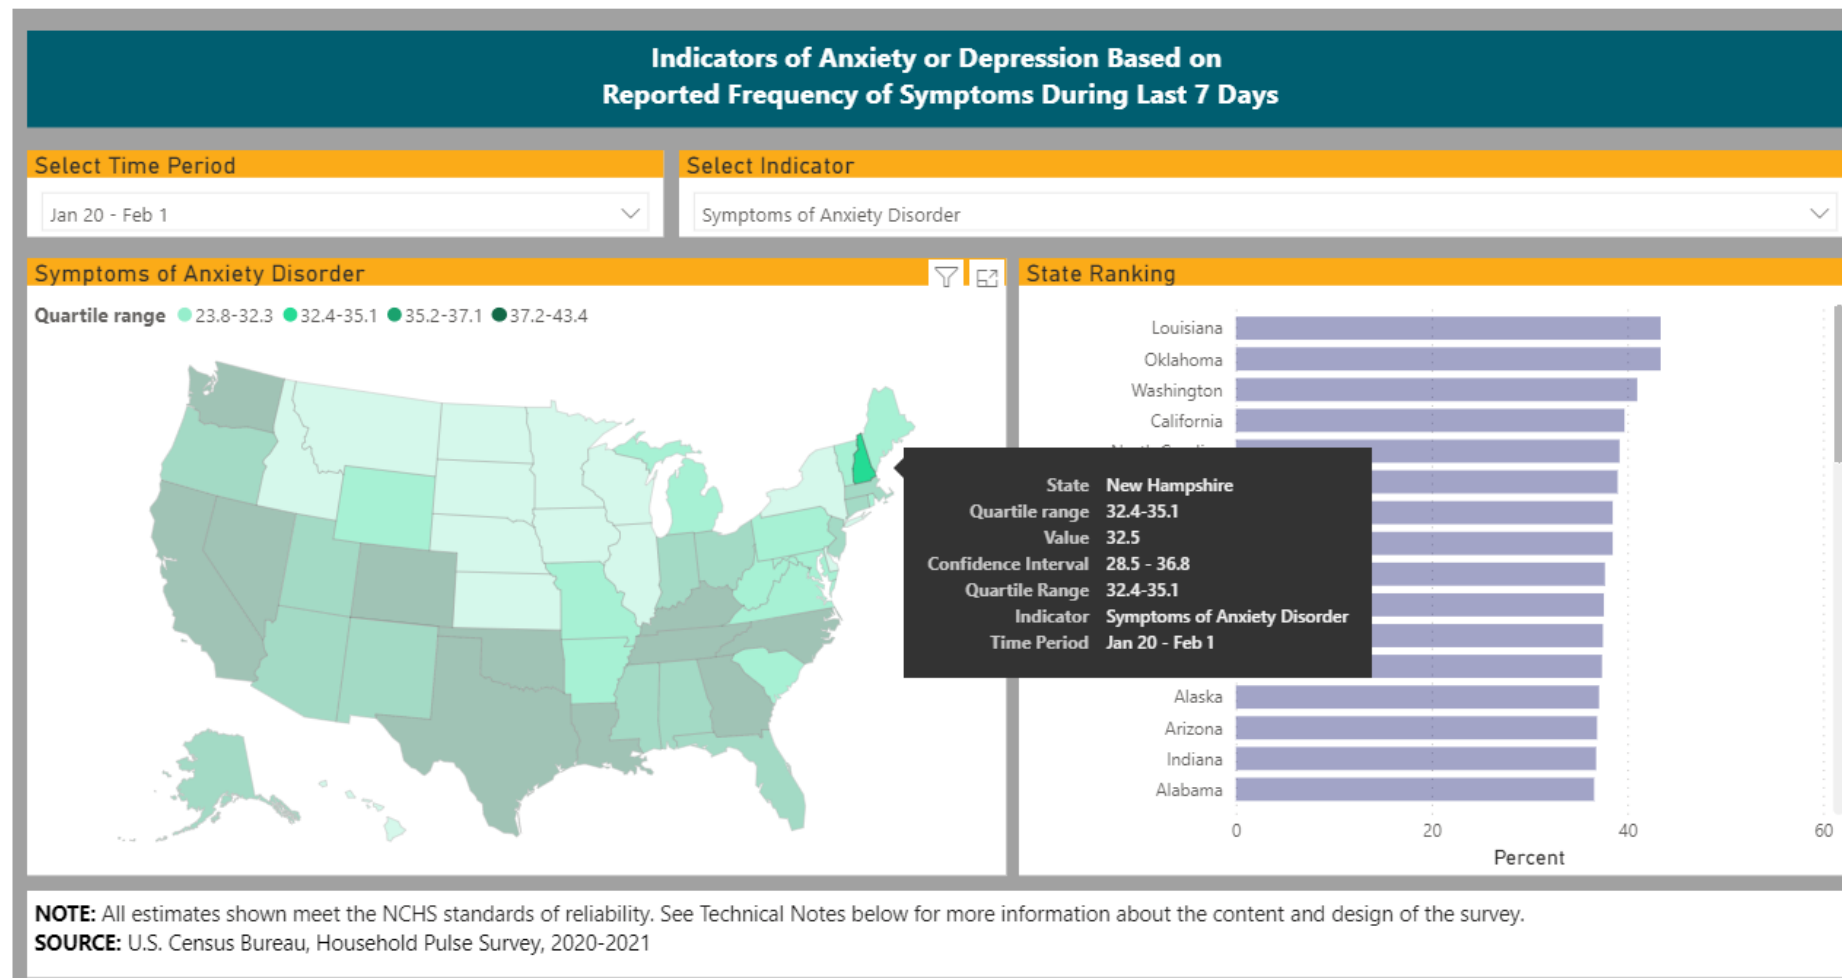 Indicators of Anxiety or Depression Based on
Reported Frequency of Symptoms During Last 7 Days
Select Time Period
Jan 20 - Feb 1
Select Indicator
Symptoms of Anxiety Disorder
Symptoms of Anxiety Disorder
Quartile range 23.8-32.3 32.4-35.1 35.2-37.1 37.2-43.4
State New Hampshire
Quartile range 32.4-35.1
Value 32.5
Confidence Interval 28.5 - 36.8
Quartile Range 32.4-35.1
Indicator Symptoms of Anxiety Disorder
Time Period Jan 20 - Feb 1
State Ranking
Louisiana
Oklahoma
Washington
California
Alaska
Arizona
Indiana
Alabama
0 20 40 60
Percent
NOTE: All estimates shown meet the NCHS standards of reliability. See Technical Notes below for more information about the content and design of the survey.
SOURCE: U.S. Census Bureau, Household Pulse Survey, 2020-2021